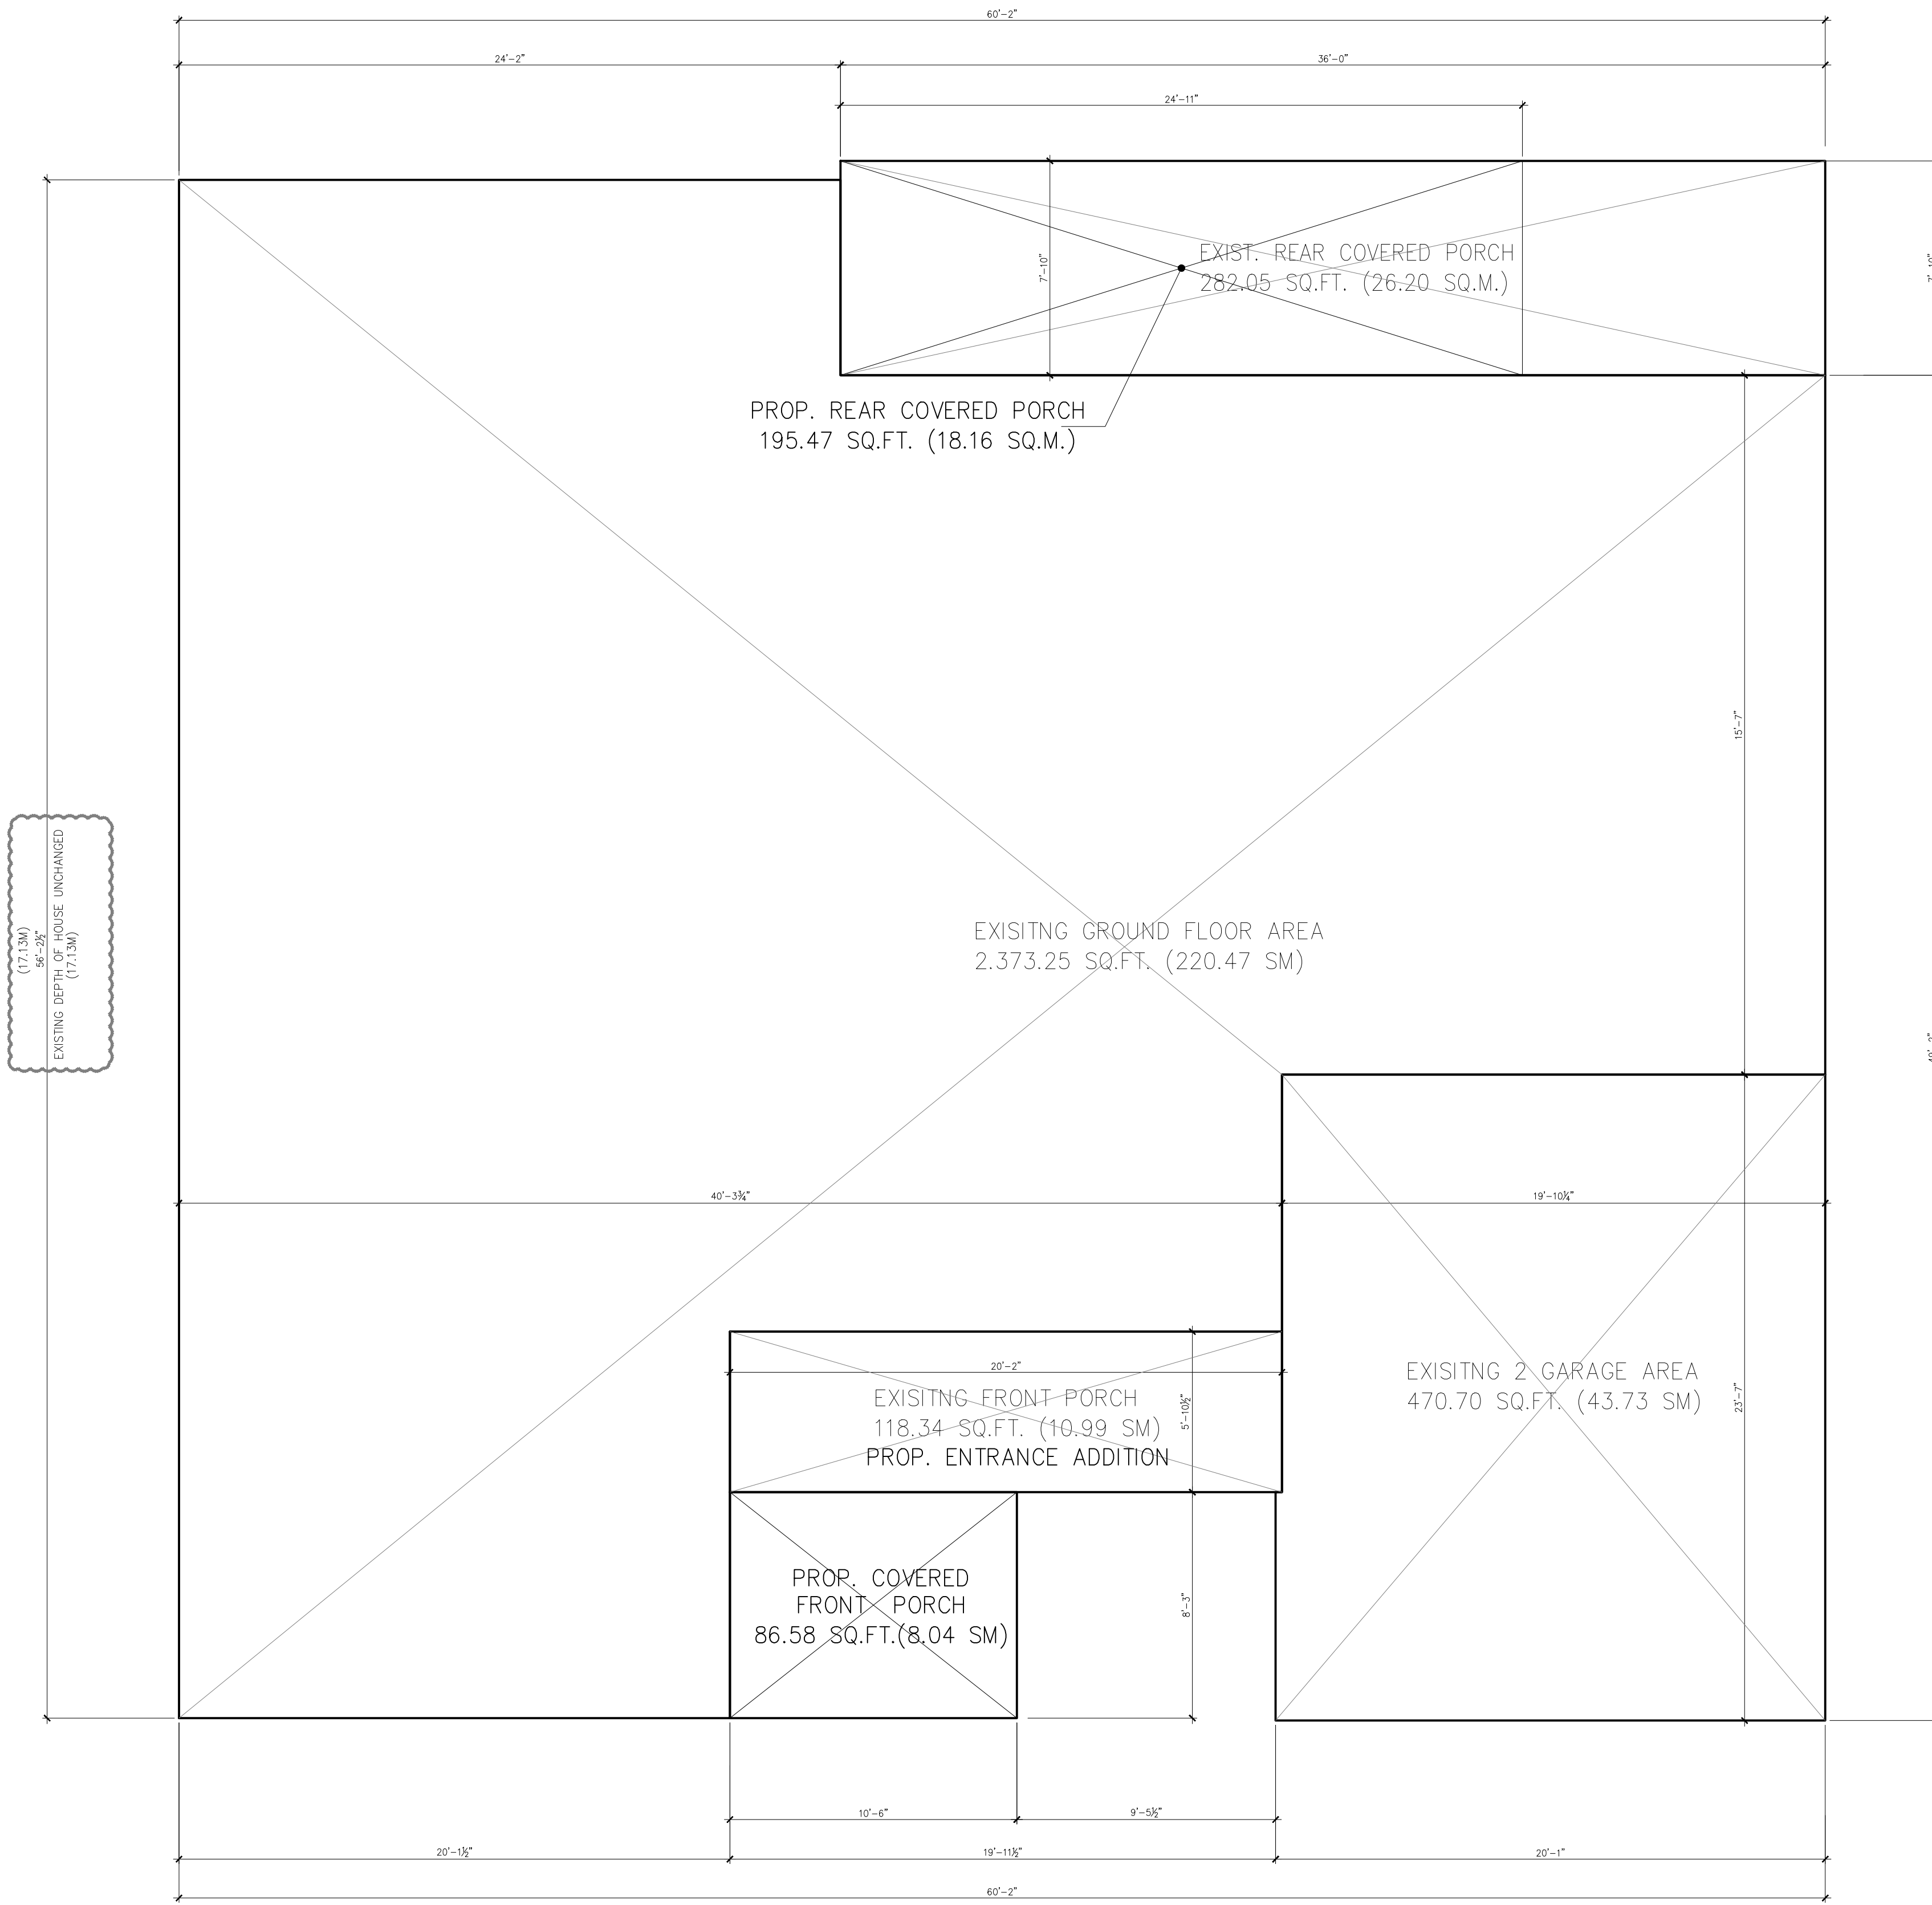 60'-2"
24'-2"
36'-0"
24'-11"
7'-10"
7'-10"
EXIST. REAR COVERED PORCH
282.05 SQ.FT. (26.20 SQ.M.)
PROP. REAR COVERED PORCH
195.47 SQ.FT. (18.16 SQ.M.)
15'-7"
(17.13M)
56'-2½"
EXISTING DEPTH OF HOUSE UNCHANGED
(17.13M)
EXISITNG GROUND FLOOR AREA
2.373.25 SQ.FT. (220.47 SM)
40'-3¾"
19'-10¼"
20'-2"
EXISITNG FRONT PORCH
118.34 SQ.FT. (10.99 SM)
PROP. ENTRANCE ADDITION
5'-10½"
EXISITNG 2 GARAGE AREA
470.70 SQ.FT. (43.73 SM)
23'-7"
PROP. COVERED
FRONT PORCH
86.58 SQ.FT.(8.04 SM)
8'-3"
10'-6"
9'-5½"
20'-1½"
19'-11½"
20'-1"
60'-2"